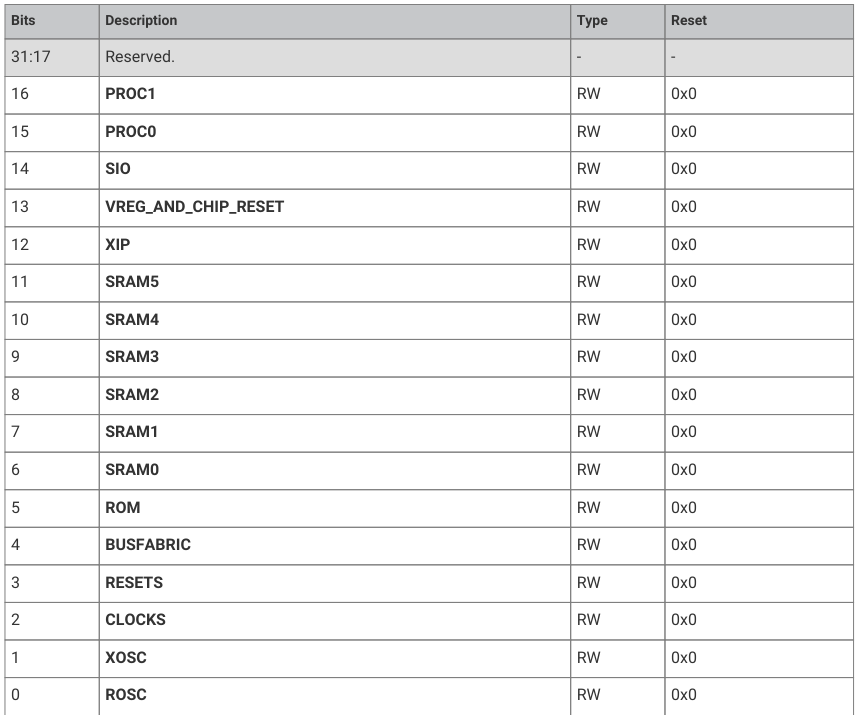 Bits Description Type Reset
31:17 Reserved. - -
16 PROC1 RW 0x0
15 PROC0 RW 0x0
14 SIO RW 0x0
13 VREG_AND_CHIP_RESET RW 0x0
12 XIP RW 0x0
11 SRAM5 RW 0x0
10 SRAM4 RW 0x0
9 SRAM3 RW 0x0
8 SRAM2 RW 0x0
7 SRAM1 RW 0x0
6 SRAM0 RW 0x0
5 ROM RW 0x0
4 BUSFABRIC RW 0x0
3 RESETS RW 0x0
2 CLOCKS RW 0x0
1 XOSC RW 0x0
0 ROSC RW 0x0